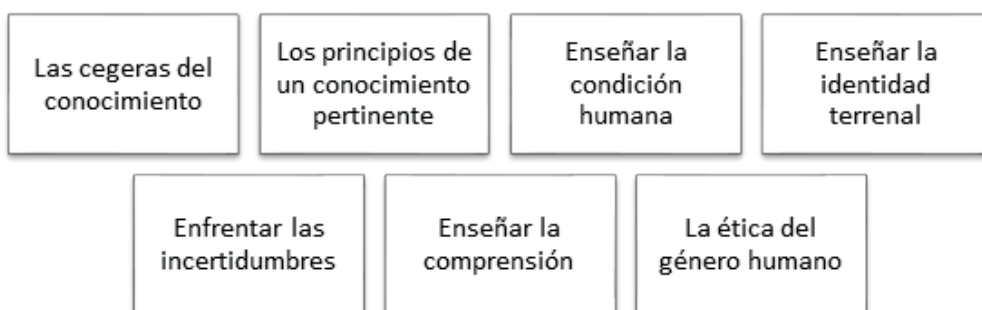 Las cegeras del
conocimiento
Los principios de
un conocimiento
pertinente
Enseñar la
condición
humana
Enseñar la
identidad
terrenal
Enfrentar las
incertidumbres
Enseñar la
comprensión
La ética del
género humano